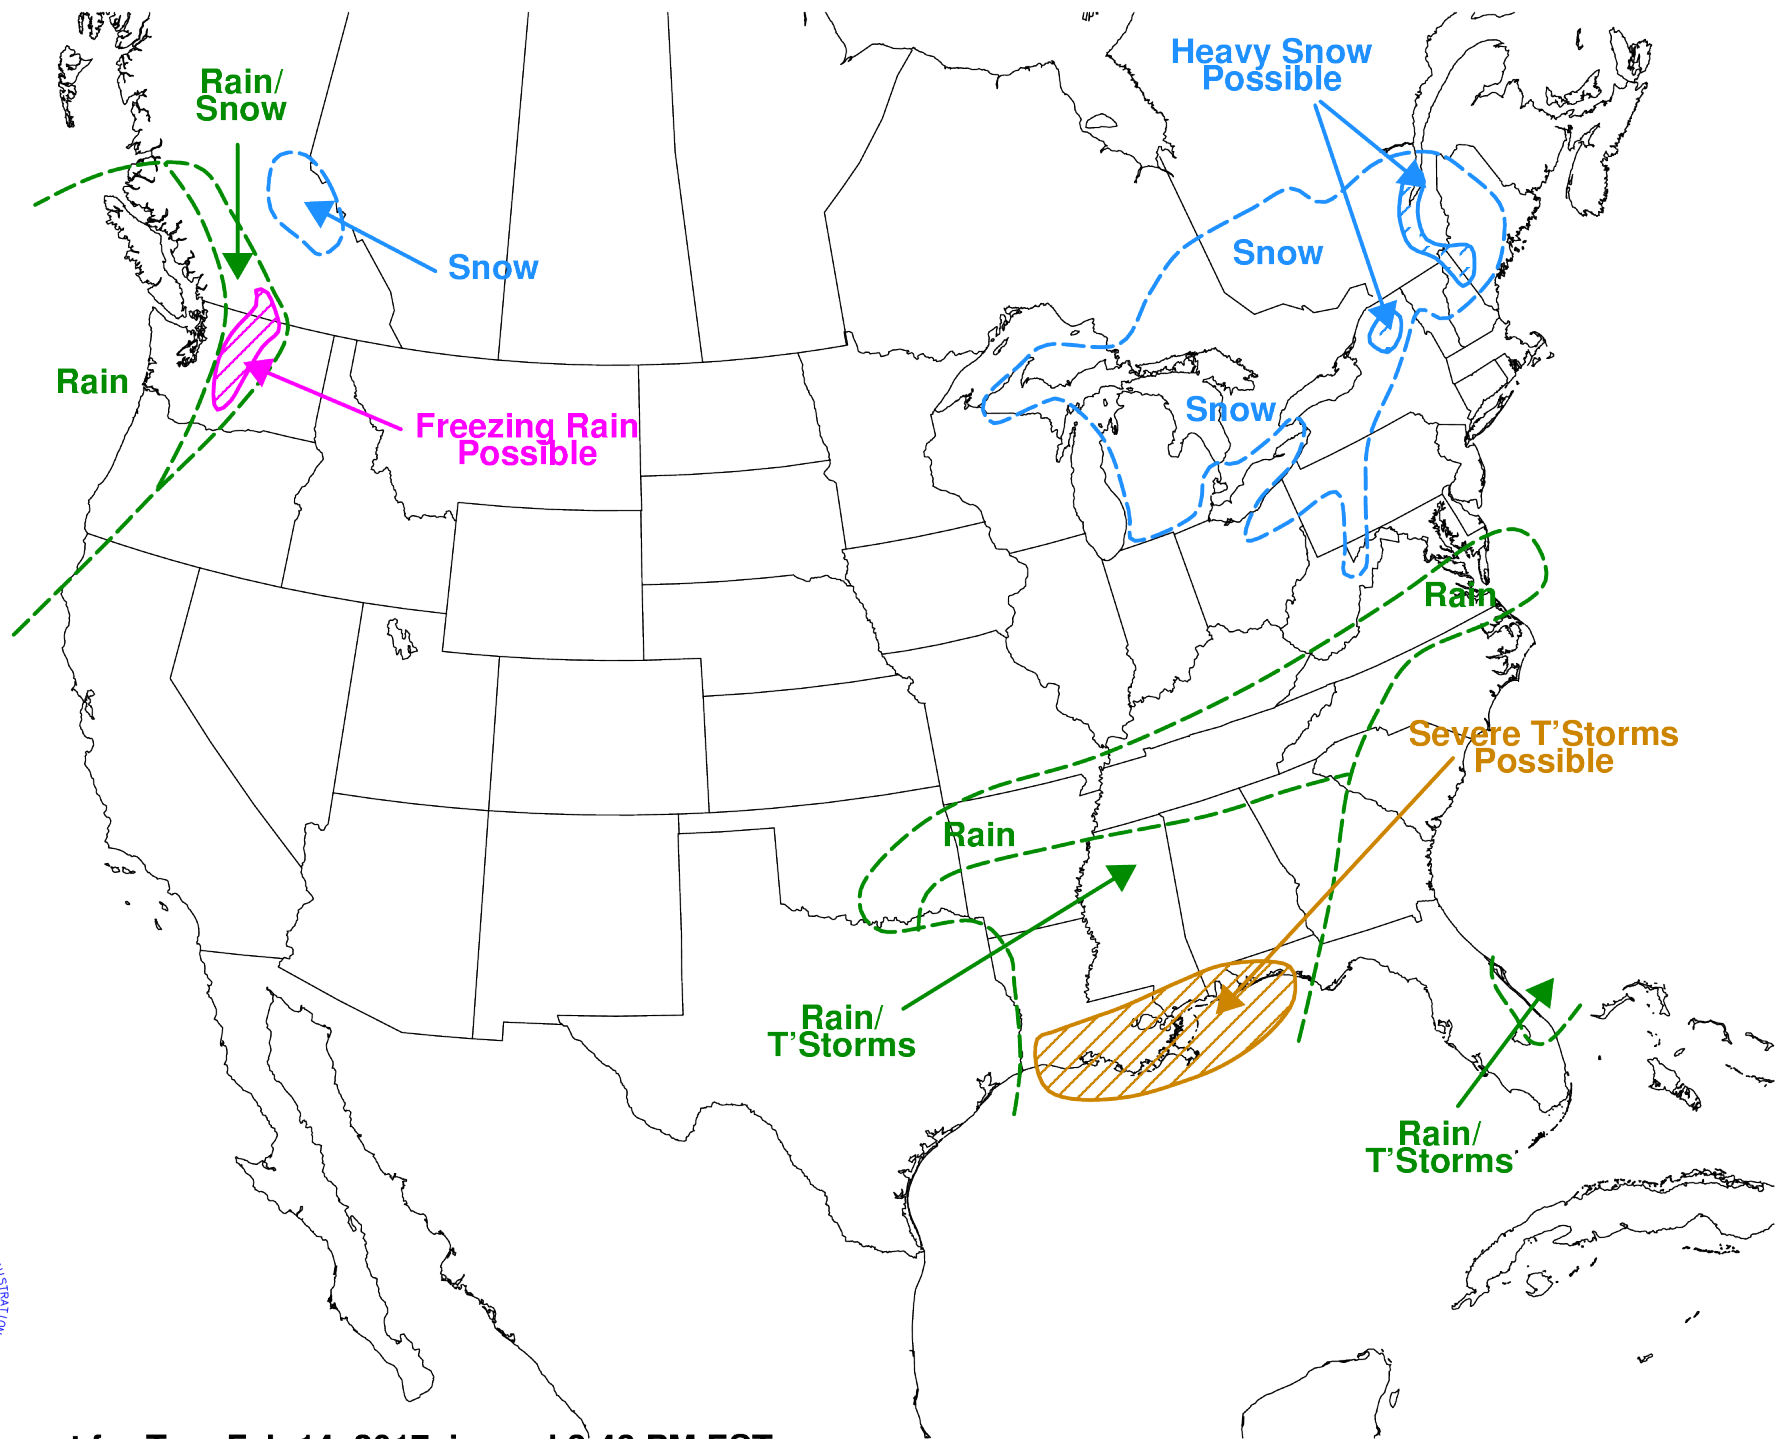 Heavy Snow
Possible
Rain/
Snow
Snow
Snow
Rain
Snow
Freezing Rain
Possible
Rain
Severe T'Storms
Possible
Rain
Rain/
T'Storms
Rain/
T'Storms